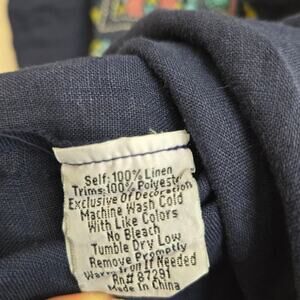 Self: 100% Linen
Trims: 100% Polyester
Exclusive Of Decoration
Machine Wash Cold
With Like Colors
No Bleach
Tumble Dry Low
Remove Promptly
Warm Iron If Needed
Rn# 87291
Made In China